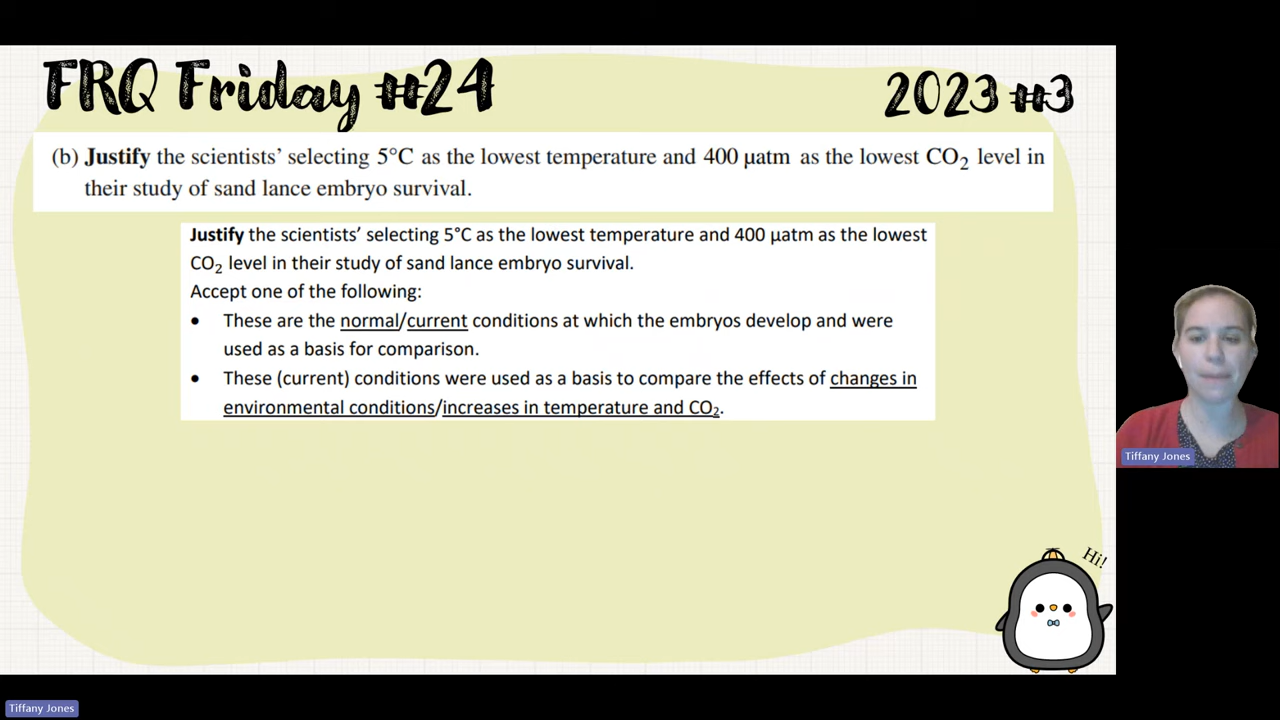 FRQ Friday #24
2023 #3
(b) Justify the scientists’ selecting 5°C as the lowest temperature and 400 μatm as the lowest CO₂ level in
their study of sand lance embryo survival.
Justify the scientists’ selecting 5°C as the lowest temperature and 400 μatm as the lowest
CO₂ level in their study of sand lance embryo survival.
Accept one of the following:
• These are the normal/current conditions at which the embryos develop and were
used as a basis for comparison.
• These (current) conditions were used as a basis to compare the effects of changes in
environmental conditions/increases in temperature and CO₂.
Tiffany Jones
Hi!
Tiffany Jones